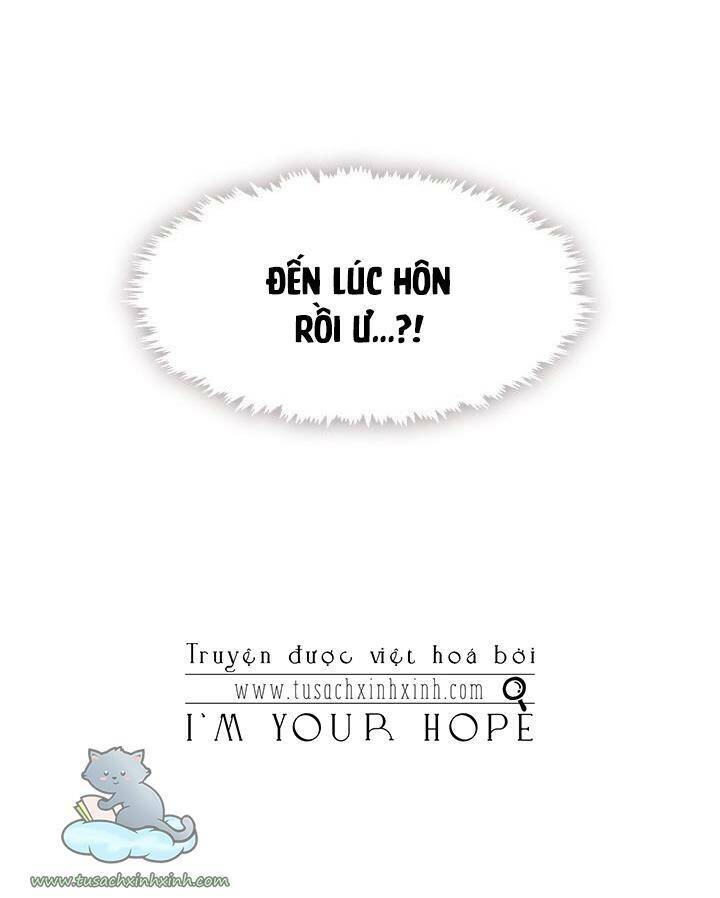 ĐẾN LÚC HÔN
RỒI Ư...?!
Truyện được việt hoá bởi
www.tusachxinhxinh.com
I'M YOUR HOPE
www.tusachxinhxinh.com